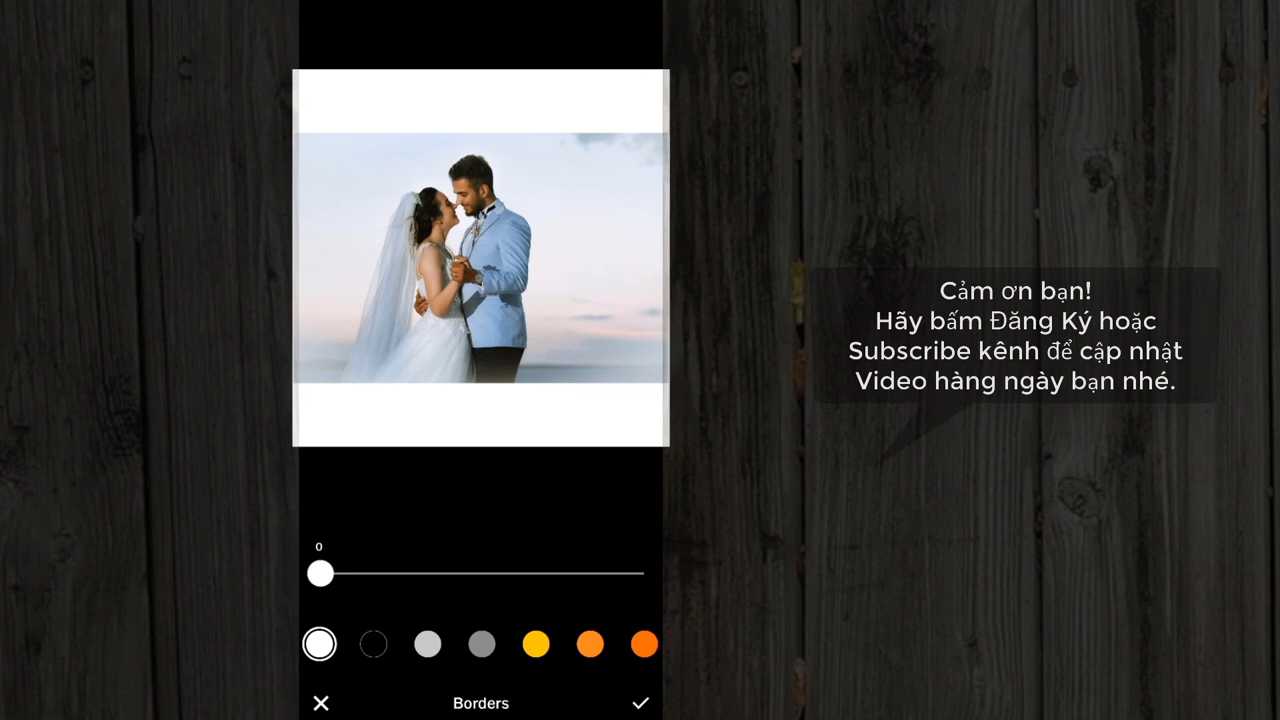 Cảm ơn bạn!
Hãy bấm Đăng Ký hoặc
Subscribe kênh để cập nhật
Video hàng ngày bạn nhé.
0
Borders